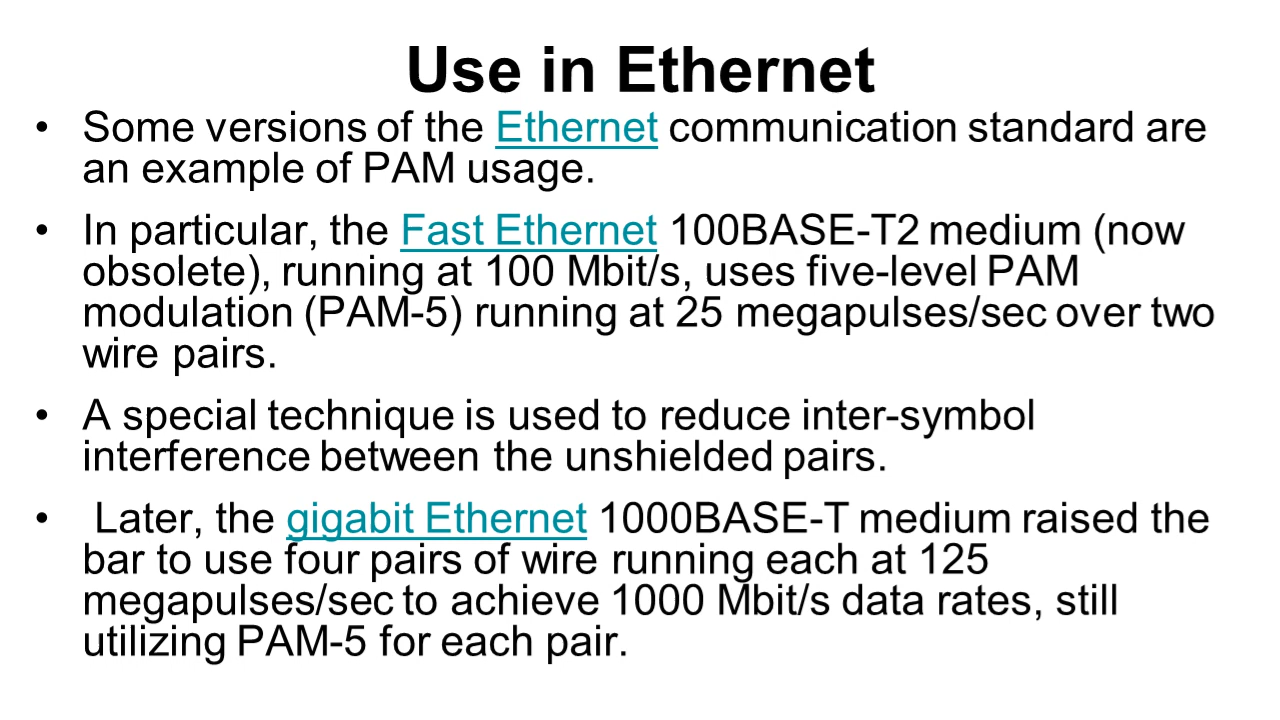 Use in Ethernet
• Some versions of the Ethernet communication standard are
an example of PAM usage.
• In particular, the Fast Ethernet 100BASE-T2 medium (now
obsolete), running at 100 Mbit/s, uses five-level PAM
modulation (PAM-5) running at 25 megapulses/sec over two
wire pairs.
• A special technique is used to reduce inter-symbol
interference between the unshielded pairs.
• Later, the gigabit Ethernet 1000BASE-T medium raised the
bar to use four pairs of wire running each at 125
megapulses/sec to achieve 1000 Mbit/s data rates, still
utilizing PAM-5 for each pair.